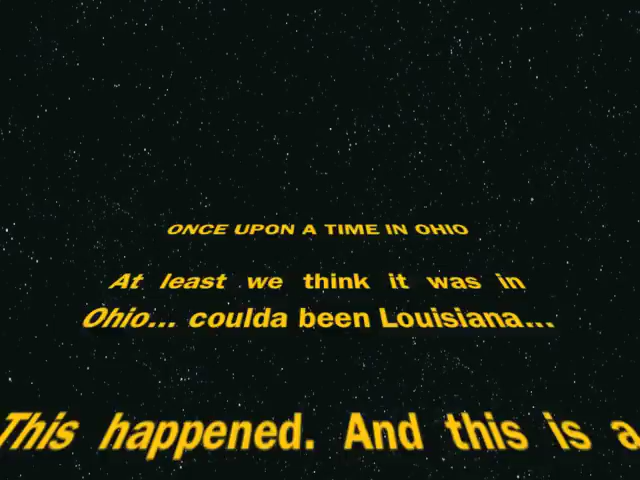 ONCE UPON A TIME IN OHIO
At least we think it was in
Ohio... coulda been Louisiana...
This happened. And this is a